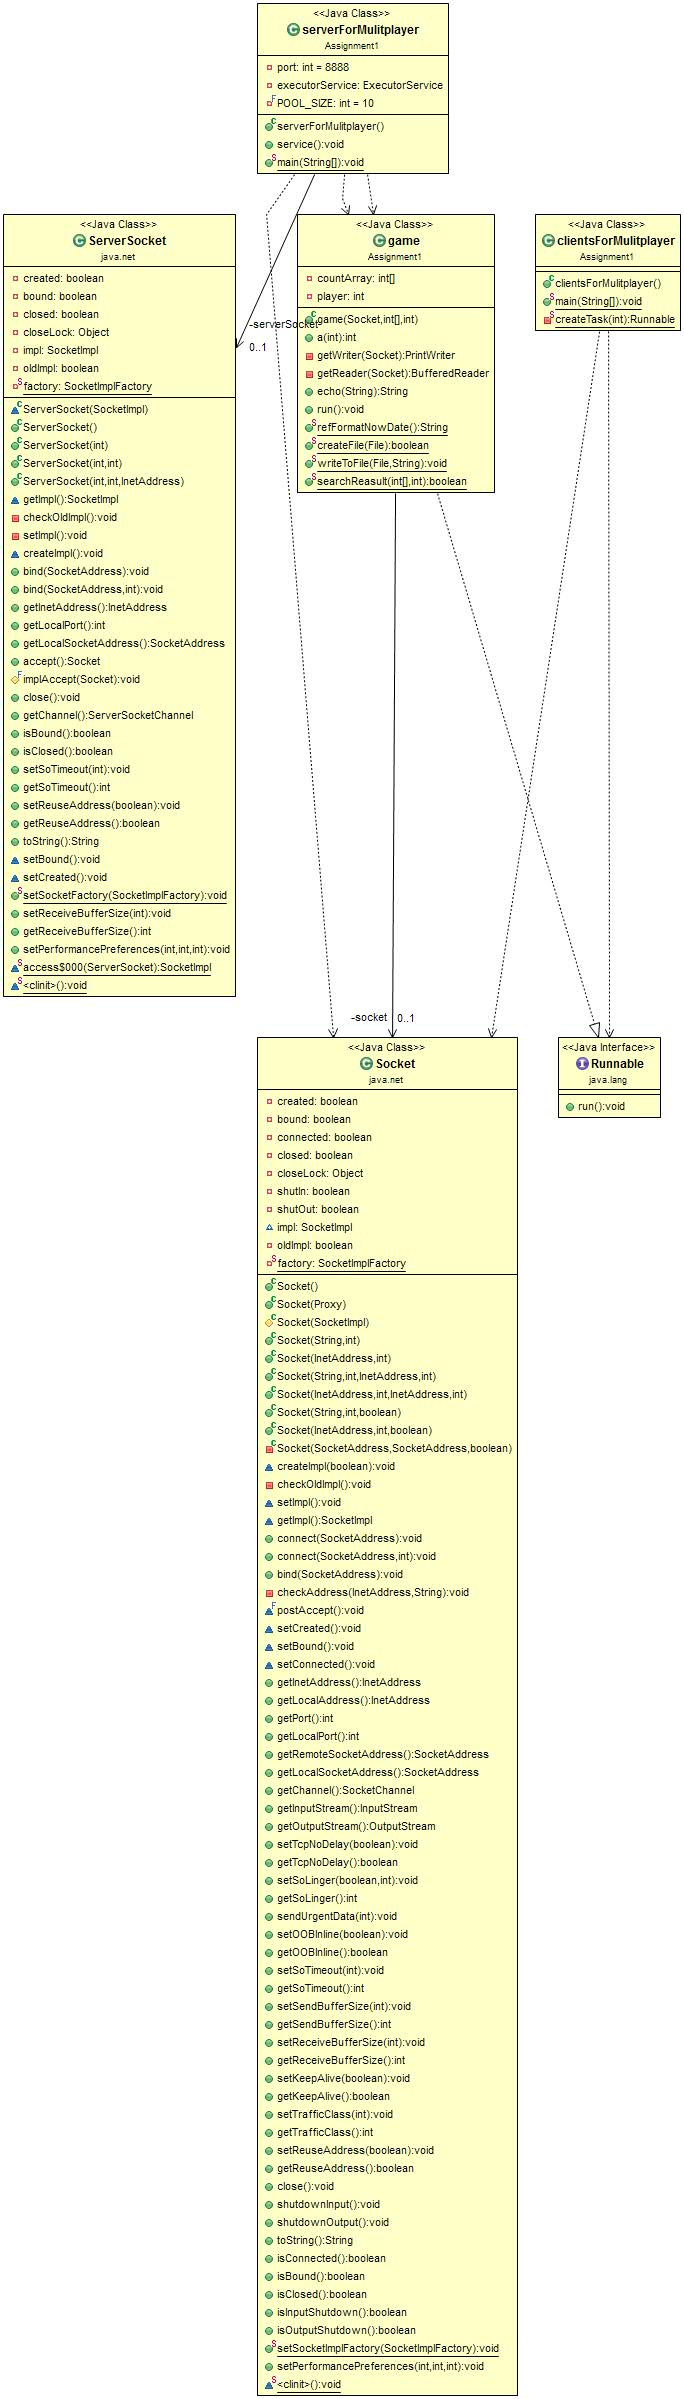 <<Java Class>>
serverForMulitplayer
Assignment1
port: int = 8888
executorService: ExecutorService
POOL_SIZE: int = 10
serverForMulitplayer()
service():void
main(String[]):void
<<Java Class>>
ServerSocket
java.net
created: boolean
bound: boolean
closed: boolean
closeLock: Object
impl: SocketImpl
oldImpl: boolean
factory: SocketImplFactory
ServerSocket(SocketImpl)
ServerSocket()
ServerSocket(int)
ServerSocket(int,int)
ServerSocket(int,int,InetAddress)
getImpl():SocketImpl
checkOldImpl():void
setImpl():void
createImpl():void
bind(SocketAddress):void
bind(SocketAddress,int):void
getInetAddress():InetAddress
getLocalPort():int
getLocalSocketAddress():SocketAddress
accept():Socket
implAccept(Socket):void
close():void
getChannel():ServerSocketChannel
isBound():boolean
isClosed():boolean
setSoTimeout(int):void
getSoTimeout():int
setReuseAddress(boolean):void
getReuseAddress():boolean
toString():String
setBound():void
setCreated():void
setSocketFactory(SocketImplFactory):void
setReceiveBufferSize(int):void
getReceiveBufferSize():int
setPerformancePreferences(int,int,int):void
access$000(ServerSocket):SocketImpl
<clinit>():void
-serverSocket
0..1
<<Java Class>>
game
Assignment1
countArray: int[]
player: int
game(Socket,int[],int)
a(int):int
getWriter(Socket):PrintWriter
getReader(Socket):BufferedReader
echo(String):String
run():void
refFormatNowDate():String
createFile(File):boolean
writeToFile(File,String):void
searchReasult(int[],int):boolean
<<Java Class>>
clientsForMulitplayer
Assignment1
clientsForMulitplayer()
main(String[]):void
createTask(int):Runnable
-socket
0..1
<<Java Class>>
Socket
java.net
created: boolean
bound: boolean
connected: boolean
closed: boolean
closeLock: Object
shutIn: boolean
shutOut: boolean
impl: SocketImpl
oldImpl: boolean
factory: SocketImplFactory
Socket()
Socket(Proxy)
Socket(SocketImpl)
Socket(String,int)
Socket(InetAddress,int)
Socket(String,int,InetAddress,int)
Socket(InetAddress,int,InetAddress,int)
Socket(String,int,boolean)
Socket(InetAddress,int,boolean)
Socket(SocketAddress,SocketAddress,boolean)
createImpl(boolean):void
checkOldImpl():void
setImpl():void
getImpl():SocketImpl
connect(SocketAddress):void
connect(SocketAddress,int):void
bind(SocketAddress):void
checkAddress(InetAddress,String):void
postAccept():void
setCreated():void
setBound():void
setConnected():void
getInetAddress():InetAddress
getLocalAddress():InetAddress
getPort():int
getLocalPort():int
getRemoteSocketAddress():SocketAddress
getLocalSocketAddress():SocketAddress
getChannel():SocketChannel
getInputStream():InputStream
getOutputStream():OutputStream
setTcpNoDelay(boolean):void
getTcpNoDelay():boolean
setSoLinger(boolean,int):void
getSoLinger():int
sendUrgentData(int):void
setOOBInline(boolean):void
getOOBInline():boolean
setSoTimeout(int):void
getSoTimeout():int
setSendBufferSize(int):void
getSendBufferSize():int
setReceiveBufferSize(int):void
getReceiveBufferSize():int
setKeepAlive(boolean):void
getKeepAlive():boolean
setTrafficClass(int):void
getTrafficClass():int
setReuseAddress(boolean):void
getReuseAddress():boolean
close():void
shutdownInput():void
shutdownOutput():void
toString():String
isConnected():boolean
isBound():boolean
isClosed():boolean
isInputShutdown():boolean
isOutputShutdown():boolean
setSocketImplFactory(SocketImplFactory):void
setPerformancePreferences(int,int,int):void
<clinit>():void
<<Java Interface>>
Runnable
java.lang
run():void